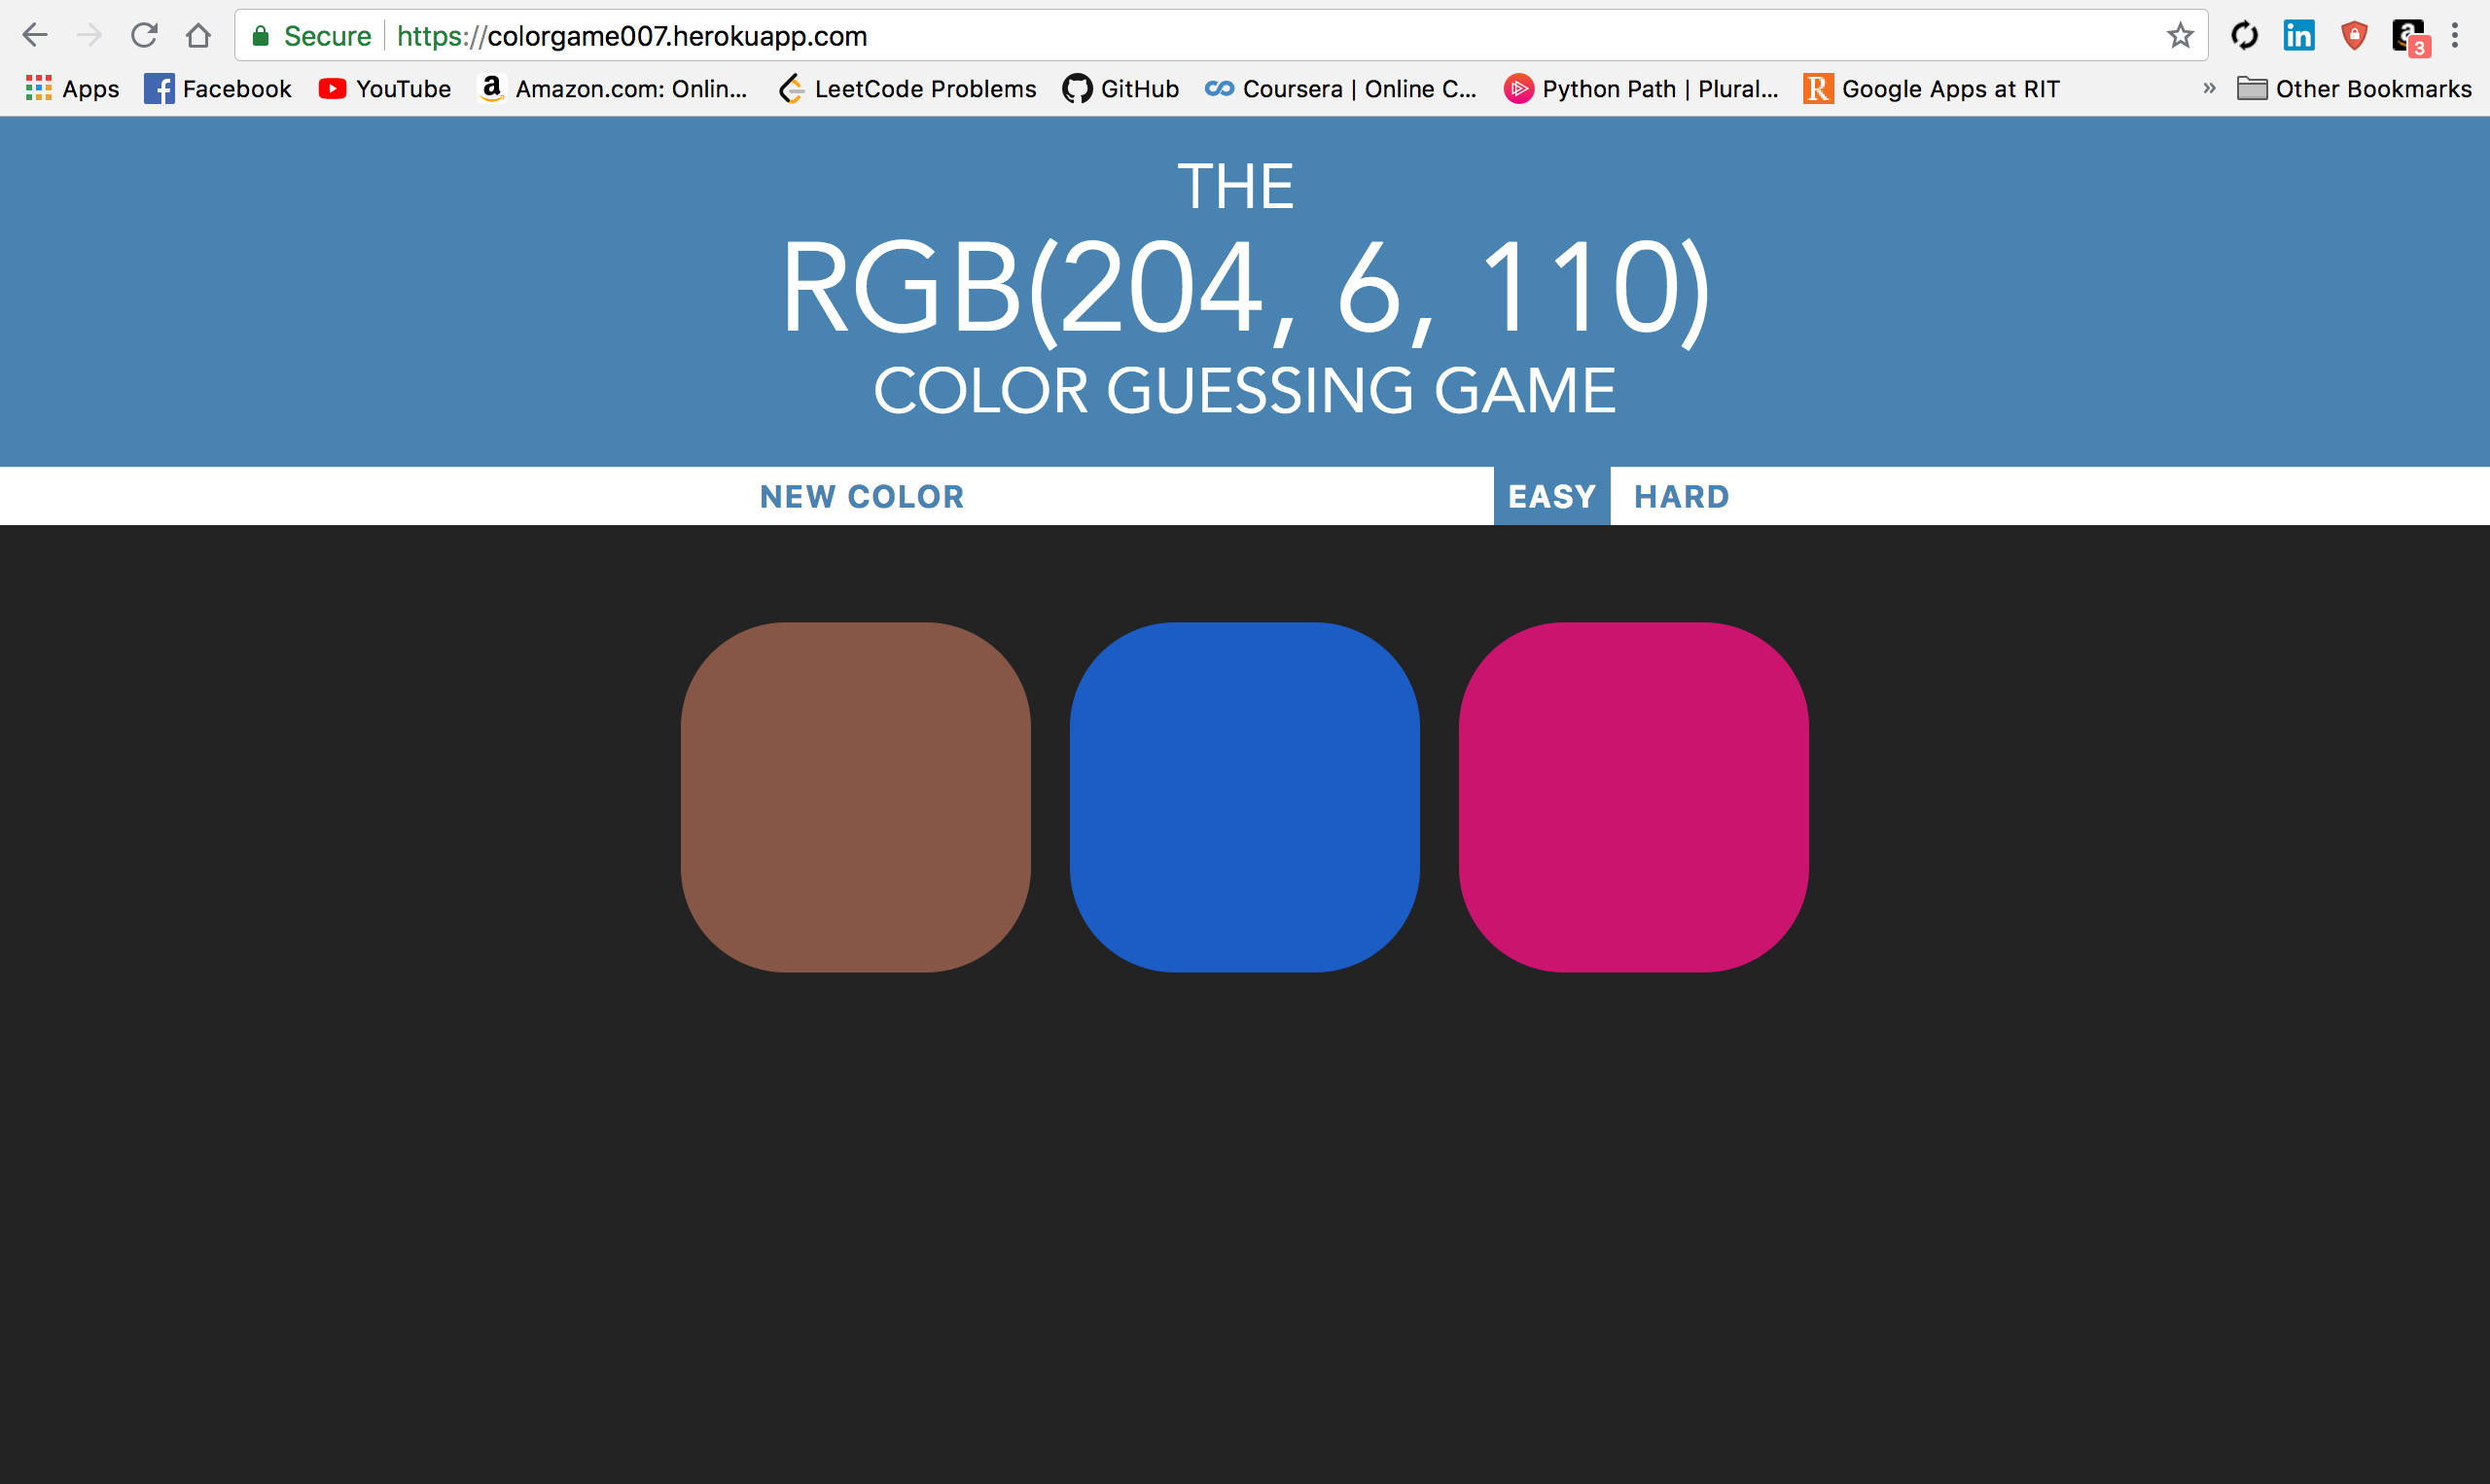 Secure https://colorgame007.herokuapp.com
3
Apps Facebook YouTube Amazon.com: Onlin... LeetCode Problems GitHub Coursera | Online C... Python Path | Plural... Google Apps at RIT » Other Bookmarks
THE
RGB(204, 6, 110)
COLOR GUESSING GAME
NEW COLOR EASY HARD